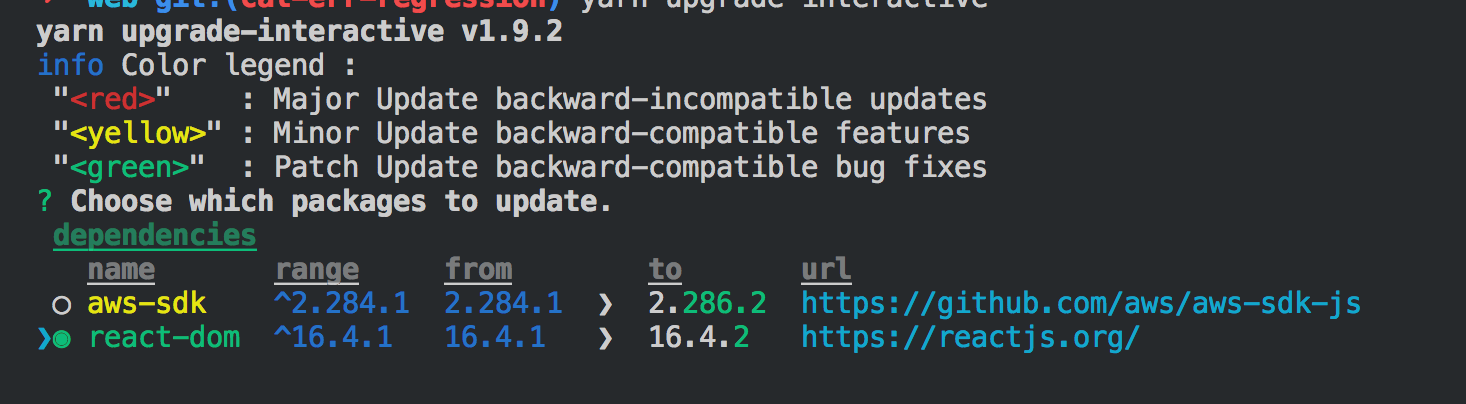 web git:(cal-err-regression) yarn upgrade-interactive
yarn upgrade-interactive v1.9.2
info Color legend :
"<red>"    : Major Update backward-incompatible updates
"<yellow>" : Minor Update backward-compatible features
"<green>"  : Patch Update backward-compatible bug fixes
? Choose which packages to update.
dependencies
name range from to url
○ aws-sdk ^2.284.1 2.284.1 ❯ 2.286.2 https://github.com/aws/aws-sdk-js
❯◉ react-dom ^16.4.1 16.4.1 ❯ 16.4.2 https://reactjs.org/